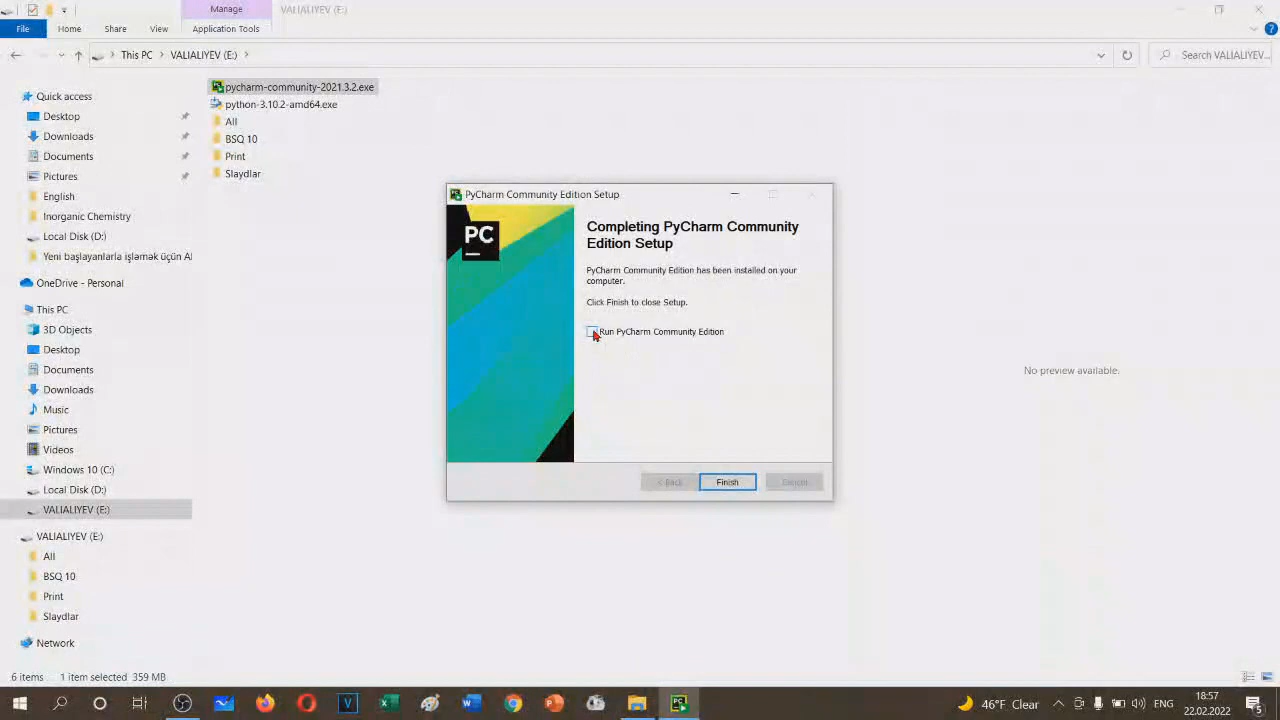 Manage
VALIALIYEV (E:)
File
Home
Share
View
Application Tools
This PC
VALIALIYEV (E:)
Search VALIALIYEV...
Quick access
Desktop
Downloads
Documents
Pictures
English
Inorganic Chemistry
Local Disk (D:)
Yeni başlayanlarla işləmək üçün Al
OneDrive - Personal
This PC
3D Objects
Desktop
Documents
Downloads
Music
Pictures
Videos
Windows 10 (C:)
Local Disk (D:)
VALIALIYEV (E:)
VALIALIYEV (E:)
All
BSQ 10
Print
Slaydlar
Network
pycharm-community-2021.3.2.exe
python-3.10.2-amd64.exe
All
BSQ 10
Print
Slaydlar
PyCharm Community Edition Setup
PC
Completing PyCharm Community
Edition Setup
PyCharm Community Edition has been installed on your
computer.
Click Finish to close Setup.
Run PyCharm Community Edition
< Back
Finish
Cancel
No preview available.
6 items
1 item selected 359 MB
46°F Clear
ENG
18:57
22.02.2022
5